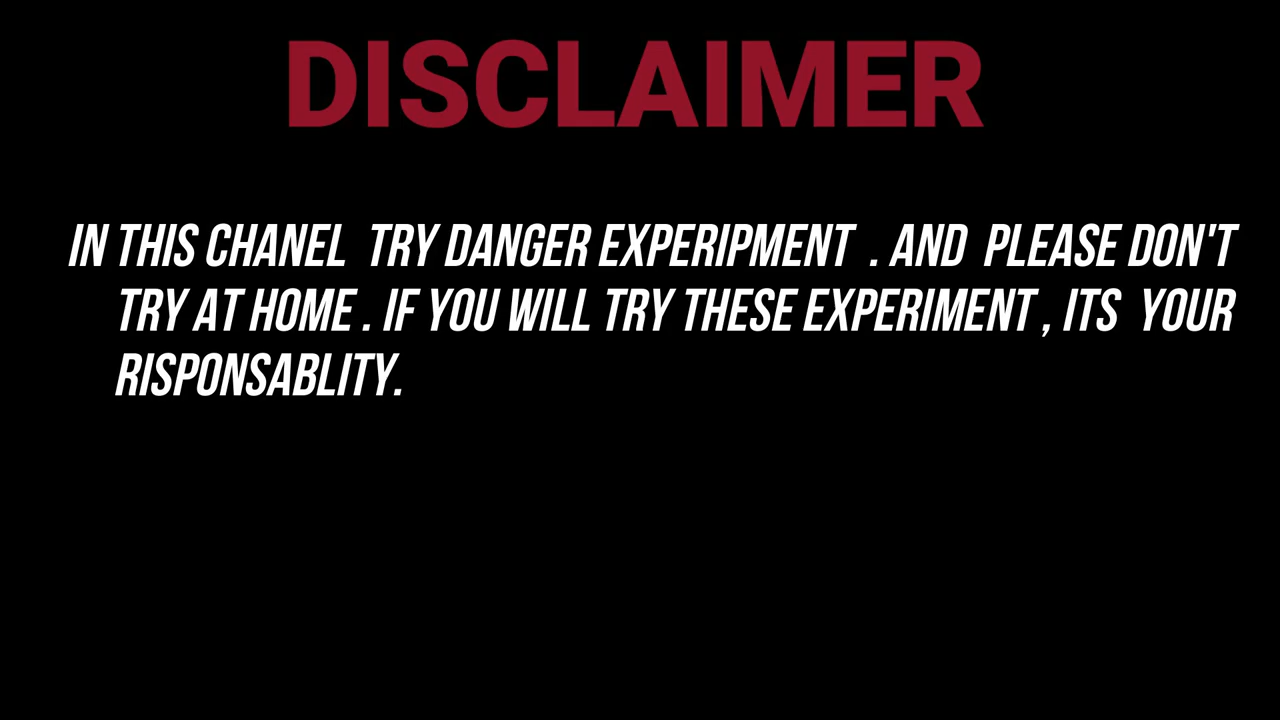 DISCLAIMER
IN THIS CHANEL TRY DANGER EXPERIPMENT . AND PLEASE DON'T
TRY AT HOME . IF YOU WILL TRY THESE EXPERIMENT , ITS YOUR
RISPONSABLITY.